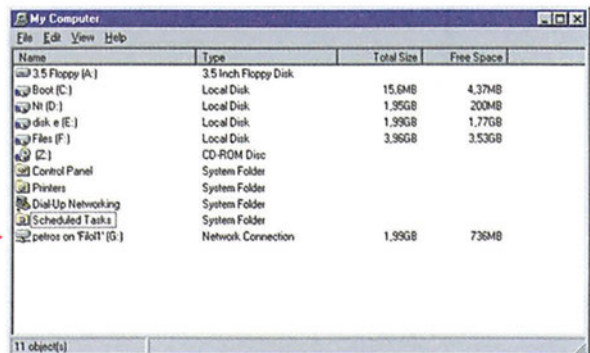 My Computer
File Edit View Help
Name Type Total Size Free Space
3.5 Floppy (A:) 3.5 Inch Floppy Disk
Boot (C:) Local Disk 15,6MB 4,37MB
Nt (D:) Local Disk 1,95GB 200MB
disk e (E:) Local Disk 1,99GB 1,77GB
Files (F:) Local Disk 3,96GB 3,53GB
(Z:) CD-ROM Disc
Control Panel System Folder
Printers System Folder
Dial-Up Networking System Folder
Scheduled Tasks System Folder
petros on 'Filol1' (G:) Network Connection 1,99GB 736MB
11 object(s)